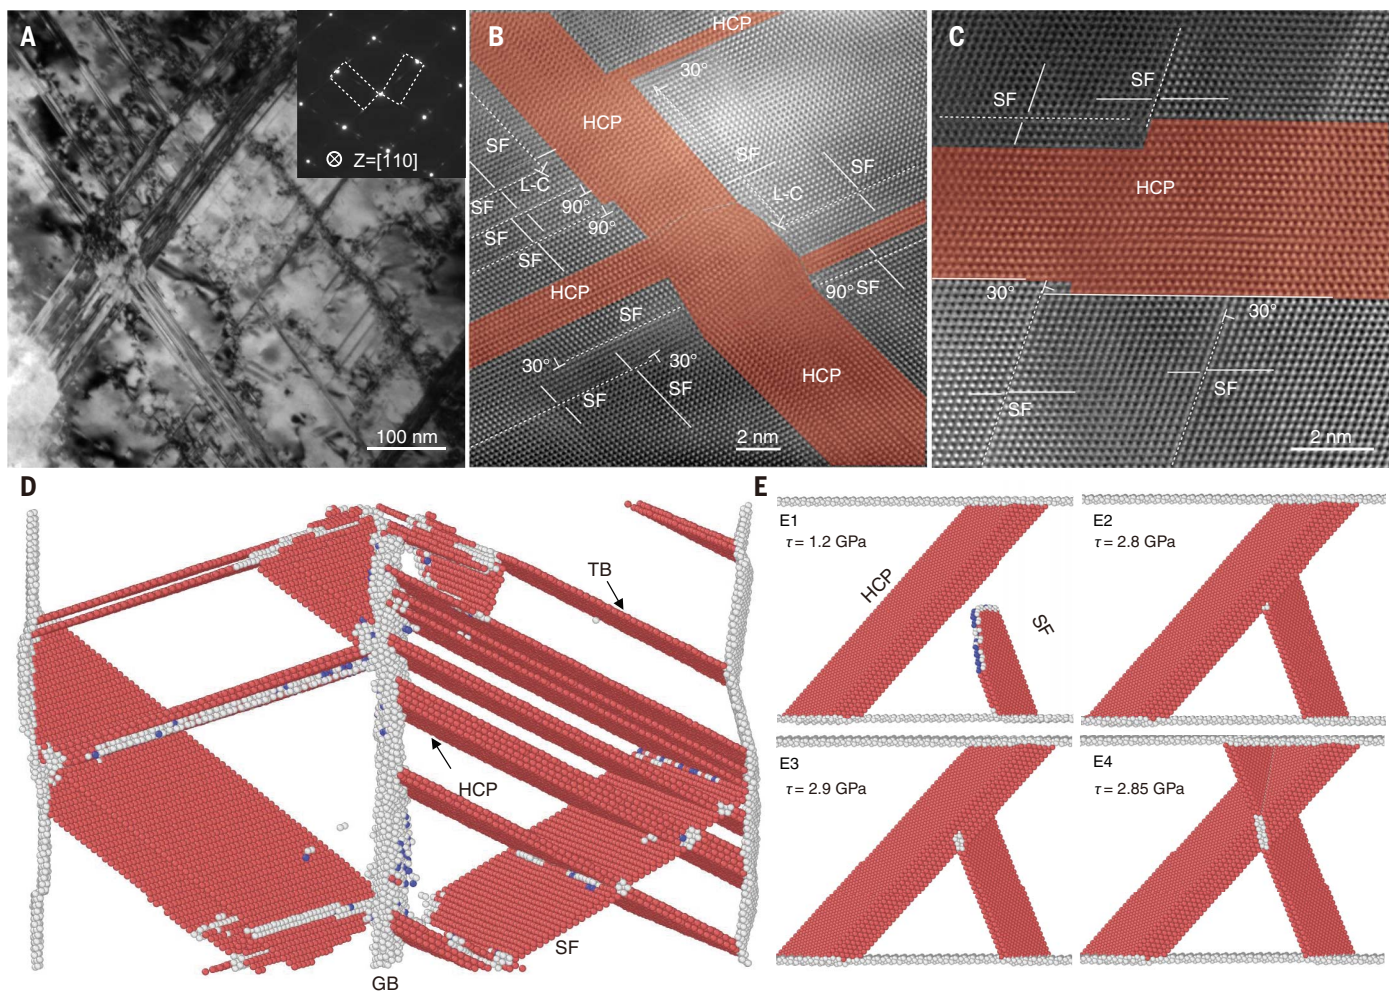 A
Z=[110]
100 nm
B
HCP
30°
HCP
SF
SF
L-C
L-C
SF
90°
SF
90°
SF
SF
HCP
90°
SF
SF
30°
30°
SF
SF
HCP
2 nm
C
SF
SF
HCP
30°
30°
SF
SF
2 nm
D
TB
HCP
SF
GB
E
E1
τ = 1.2 GPa
HCP
SF
E2
τ = 2.8 GPa
E3
τ = 2.9 GPa
E4
τ = 2.85 GPa